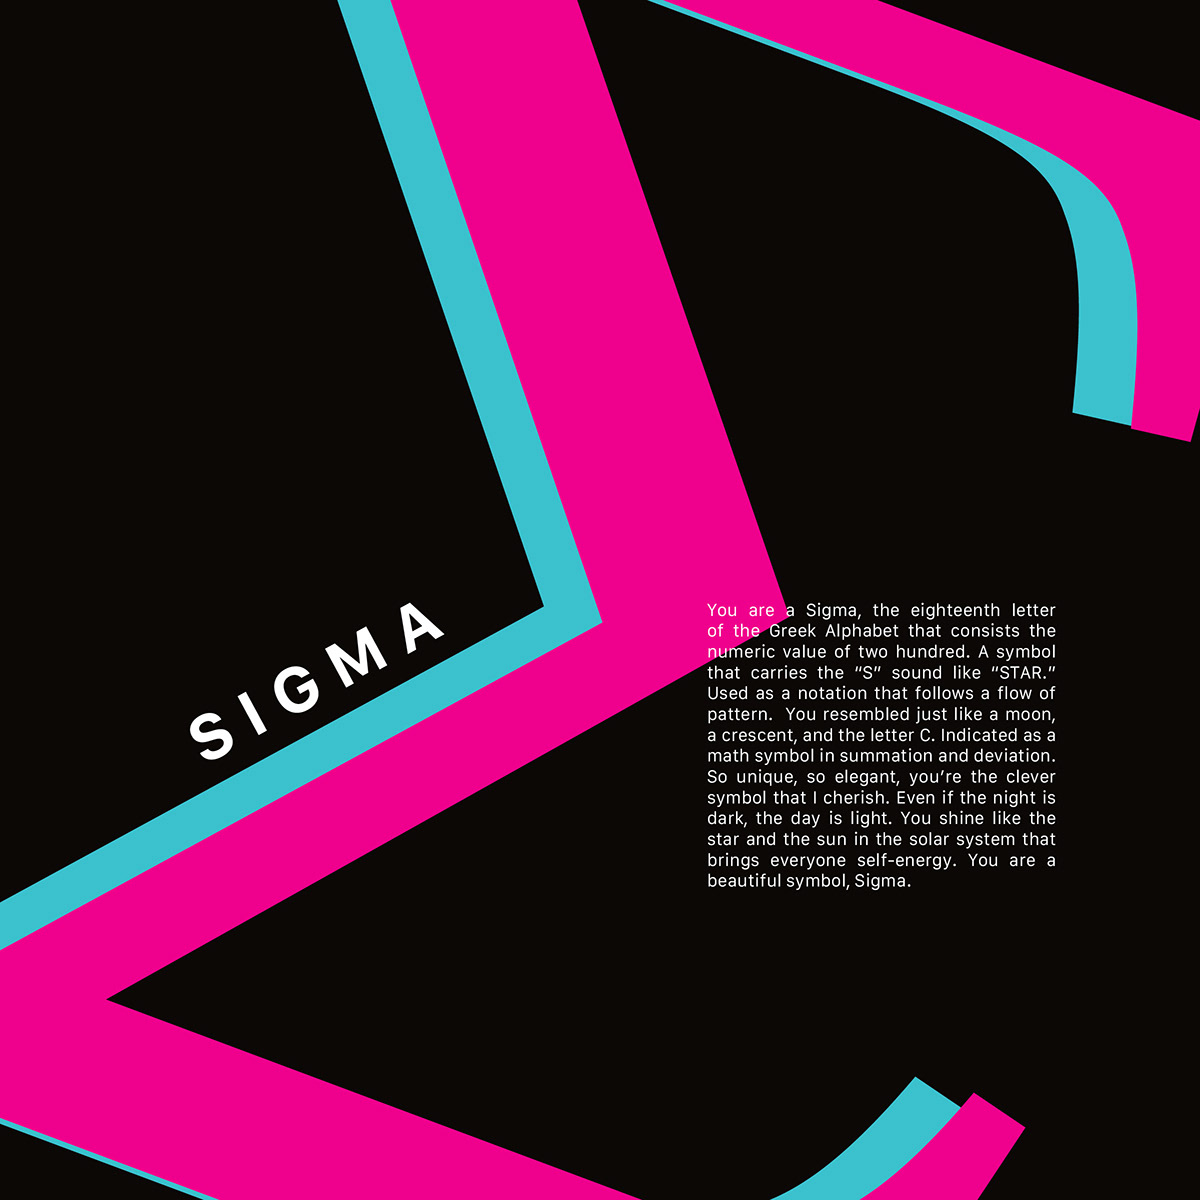 SIGMA
You are a Sigma, the eighteenth letter
of the Greek Alphabet that consists the
numeric value of two hundred. A symbol
that carries the “S” sound like “STAR.”
Used as a notation that follows a flow of
pattern.  You resembled just like a moon,
a crescent, and the letter C. Indicated as a
math symbol in summation and deviation.
So unique, so elegant, you’re the clever
symbol that I cherish. Even if the night is
dark, the day is light. You shine like the
star and the sun in the solar system that
brings everyone self-energy. You are a
beautiful symbol, Sigma.